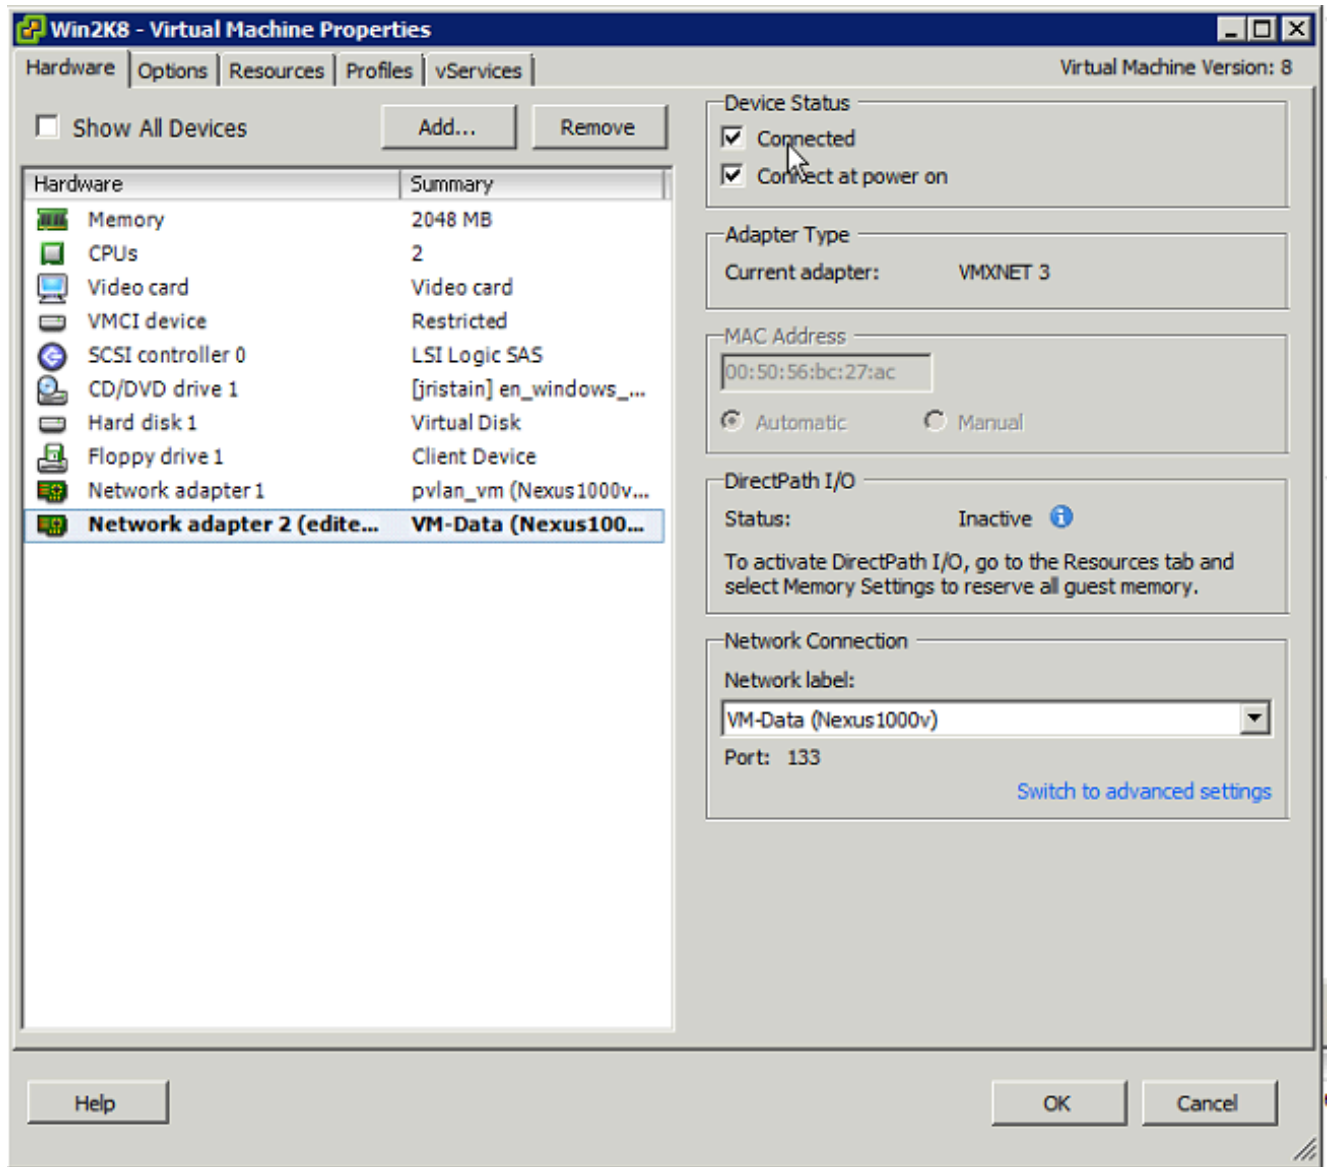 Win2K8 - Virtual Machine Properties
Hardware Options Resources Profiles vServices Virtual Machine Version: 8
Show All Devices Add... Remove
Hardware Summary
Memory 2048 MB
CPUs 2
Video card Video card
VMCI device Restricted
SCSI controller 0 LSI Logic SAS
CD/DVD drive 1 [jristain] en_windows_...
Hard disk 1 Virtual Disk
Floppy drive 1 Client Device
Network adapter 1 pvlan_vm (Nexus1000v...
Network adapter 2 (edite... VM-Data (Nexus100...
Device Status
Connected
Connect at power on
Adapter Type
Current adapter: VMXNET 3
MAC Address
00:50:56:bc:27:ac
Automatic Manual
DirectPath I/O
Status: Inactive
To activate DirectPath I/O, go to the Resources tab and
select Memory Settings to reserve all guest memory.
Network Connection
Network label:
VM-Data (Nexus1000v)
Port: 133
Switch to advanced settings
Help OK Cancel